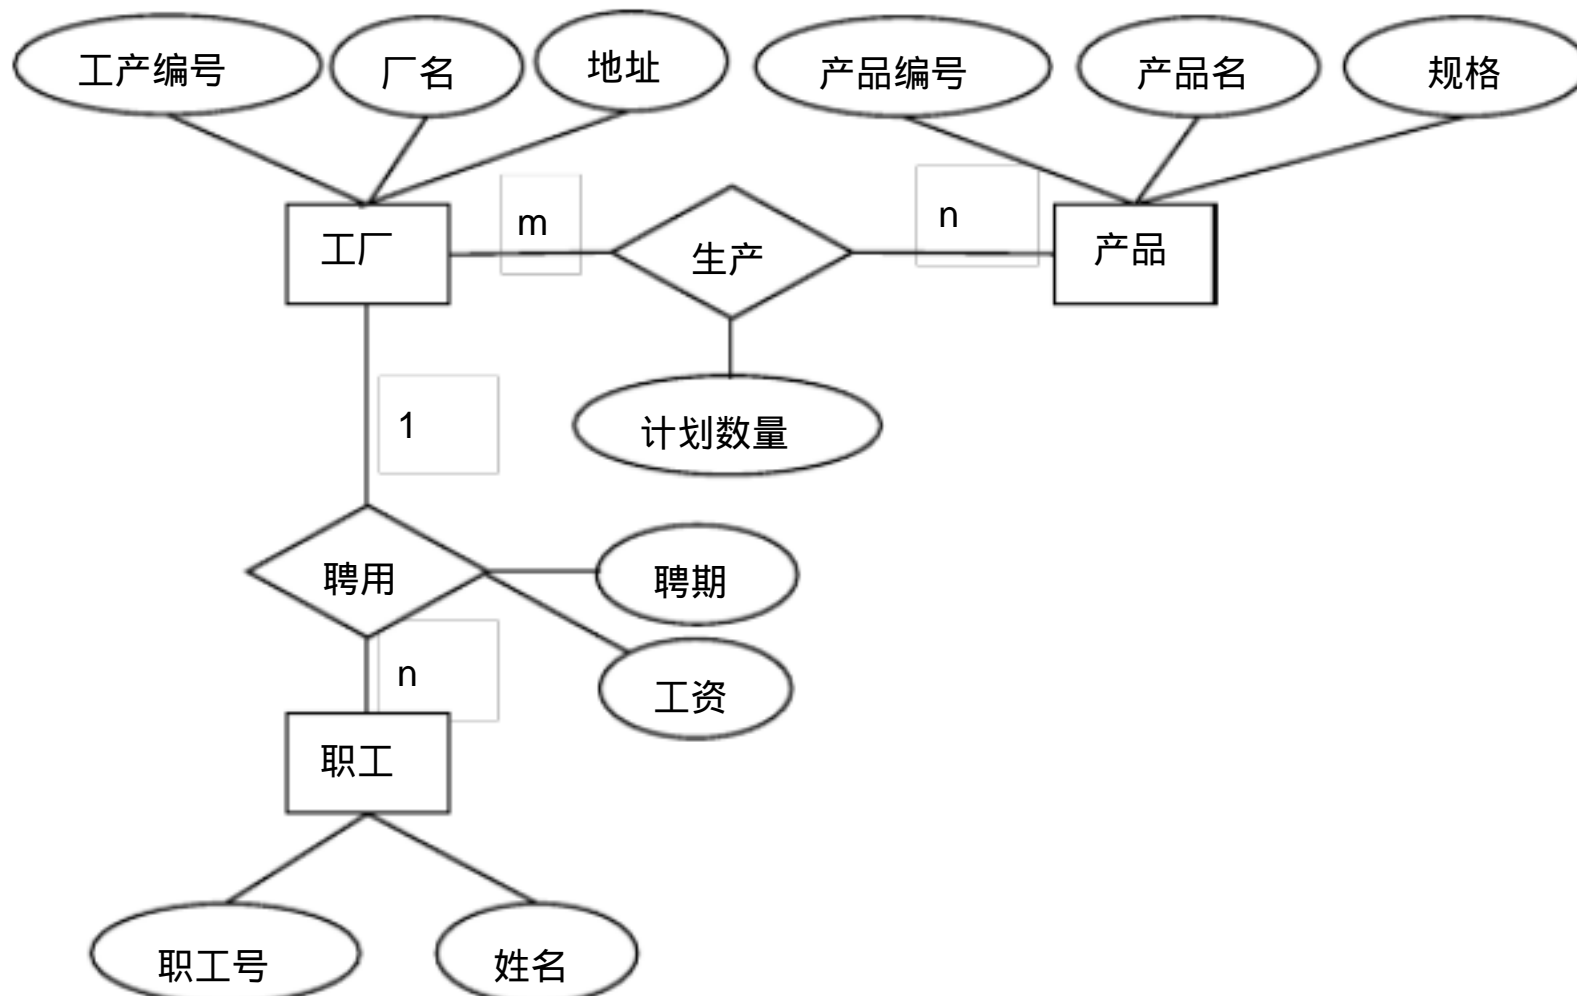 工产编号
厂名
地址
产品编号
产品名
规格
工厂
m
生产
n
产品
1
计划数量
聘用
聘期
n
工资
职工
职工号
姓名